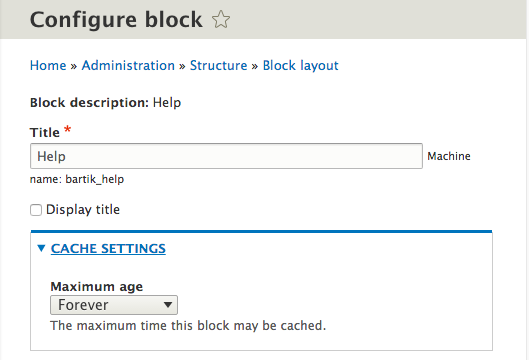 Configure block
Home » Administration » Structure » Block layout
Block description: Help
Title *
Help Machine
name: bartik_help
Display title
CACHE SETTINGS
Maximum age
Forever
The maximum time this block may be cached.